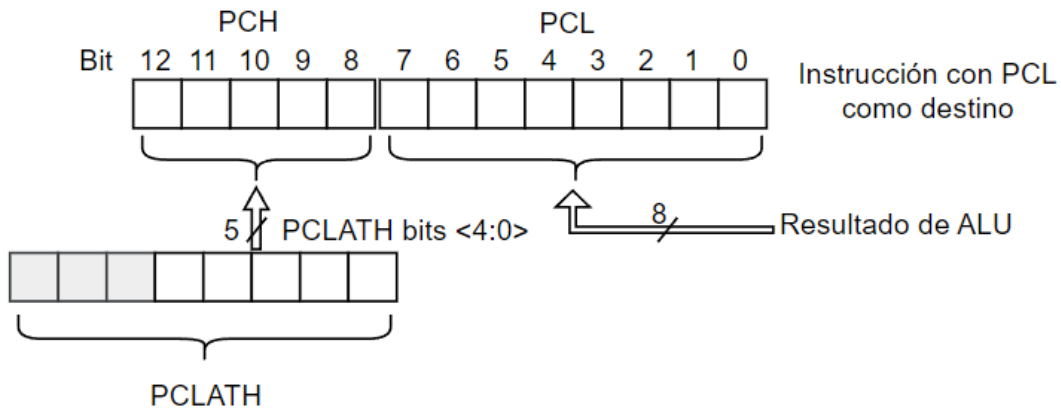 PCH PCL
Bit 12 11 10 9 8 7 6 5 4 3 2 1 0
Instrucción con PCL
como destino
5 PCLATH bits <4:0>
8
Resultado de ALU
PCLATH